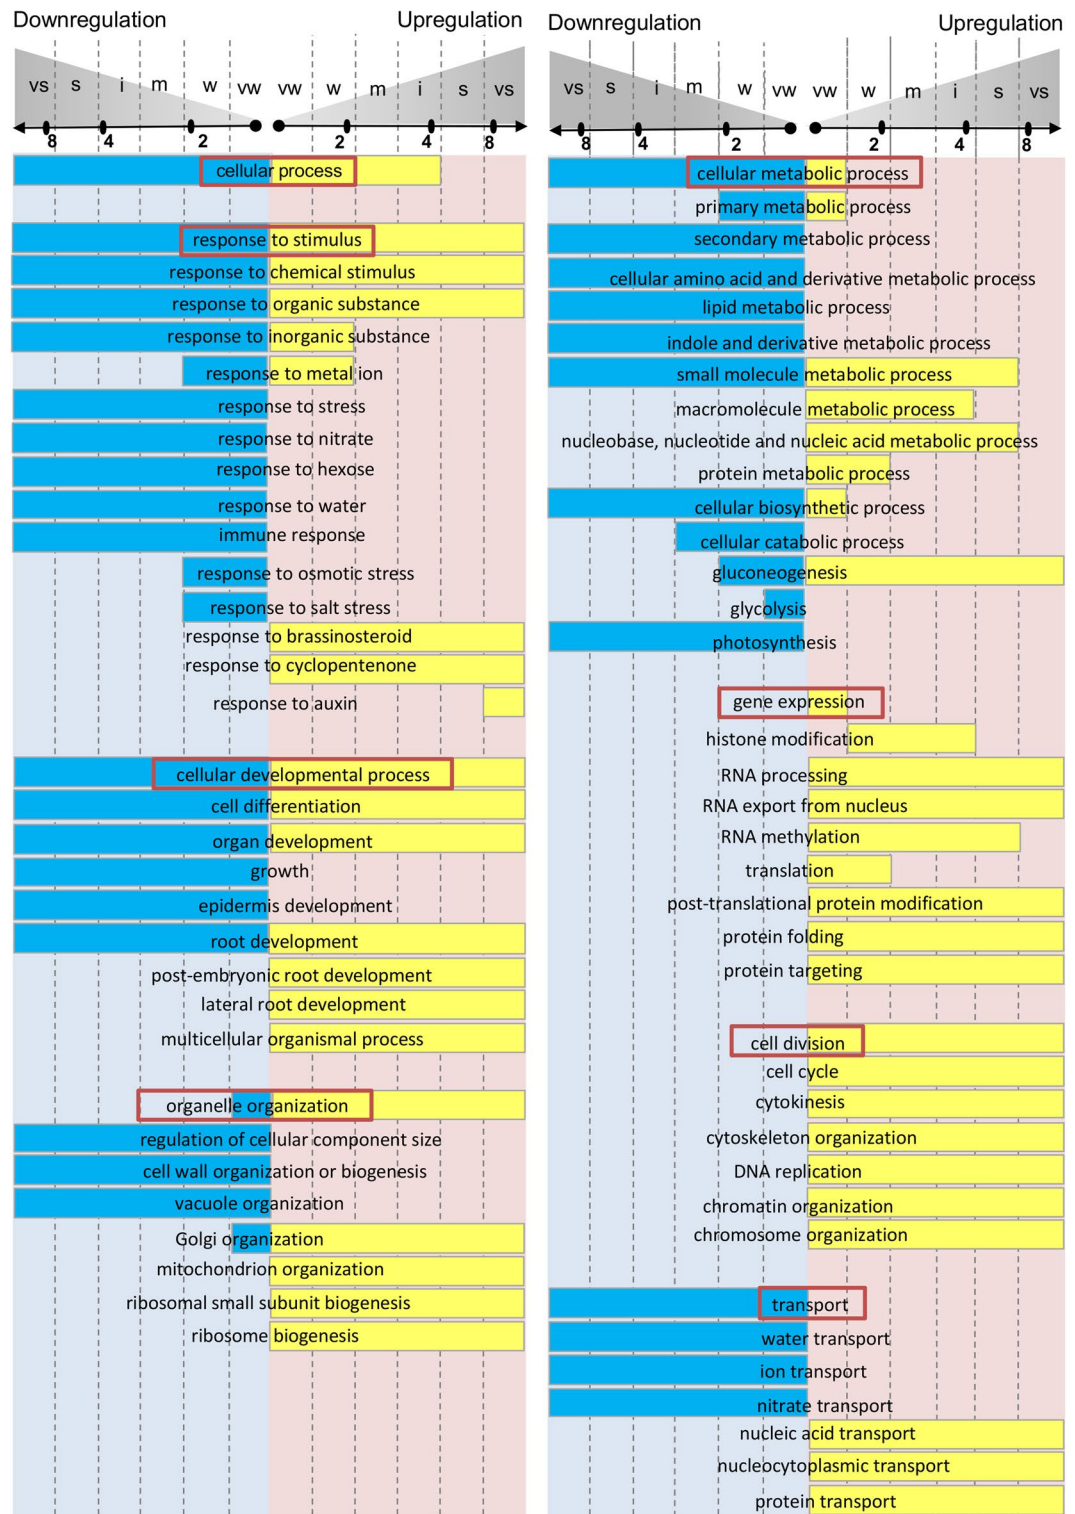 Downregulation Upregulation
vs s i m w vw vw w m i s vs
8 4 2 2 4 8
cellular process
response to stimulus
response to chemical stimulus
response to organic substance
response to inorganic substance
response to metal ion
response to stress
response to nitrate
response to hexose
response to water
immune response
response to osmotic stress
response to salt stress
response to brassinosteroid
response to cyclopentenone
response to auxin
cellular developmental process
cell differentiation
organ development
growth
epidermis development
root development
post-embryonic root development
lateral root development
multicellular organismal process
organelle organization
regulation of cellular component size
cell wall organization or biogenesis
vacuole organization
Golgi organization
mitochondrion organization
ribosomal small subunit biogenesis
ribosome biogenesis
Downregulation Upregulation
vs s i m w vw vw w m i s vs
8 4 2 2 4 8
cellular metabolic process
primary metabolic process
secondary metabolic process
cellular amino acid and derivative metabolic process
lipid metabolic process
indole and derivative metabolic process
small molecule metabolic process
macromolecule metabolic process
nucleobase, nucleotide and nucleic acid metabolic process
protein metabolic process
cellular biosynthetic process
cellular catabolic process
gluconeogenesis
glycolysis
photosynthesis
gene expression
histone modification
RNA processing
RNA export from nucleus
RNA methylation
translation
post-translational protein modification
protein folding
protein targeting
cell division
cell cycle
cytokinesis
cytoskeleton organization
DNA replication
chromatin organization
chromosome organization
transport
water transport
ion transport
nitrate transport
nucleic acid transport
nucleocytoplasmic transport
protein transport